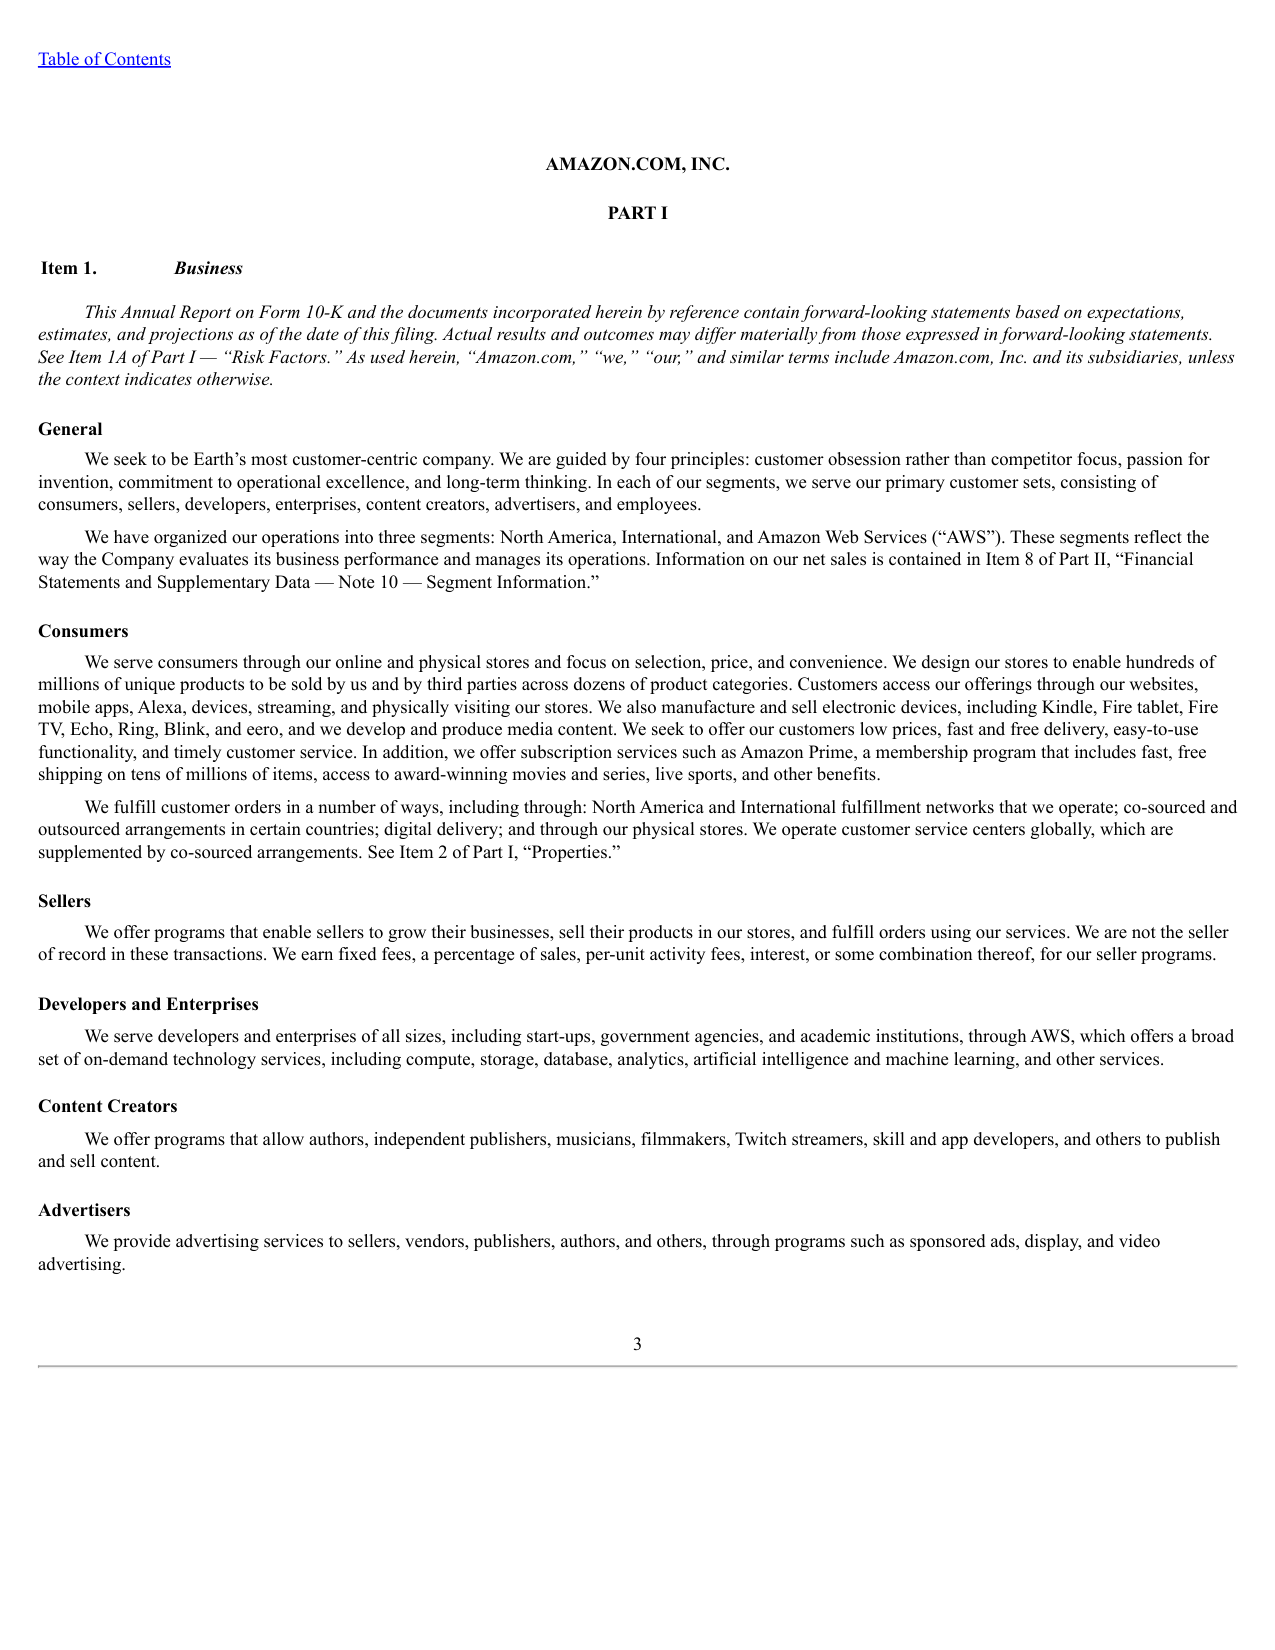 Table of Contents
AMAZON.COM, INC.
PART I
Item 1. Business
This Annual Report on Form 10-K and the documents incorporated herein by reference contain forward-looking statements based on expectations,
estimates, and projections as of the date of this filing. Actual results and outcomes may differ materially from those expressed in forward-looking statements.
See Item 1A of Part I — “Risk Factors.” As used herein, “Amazon.com,” “we,” “our,” and similar terms include Amazon.com, Inc. and its subsidiaries, unless
the context indicates otherwise.
General
We seek to be Earth’s most customer-centric company. We are guided by four principles: customer obsession rather than competitor focus, passion for
invention, commitment to operational excellence, and long-term thinking. In each of our segments, we serve our primary customer sets, consisting of
consumers, sellers, developers, enterprises, content creators, advertisers, and employees.
We have organized our operations into three segments: North America, International, and Amazon Web Services (“AWS”). These segments reflect the
way the Company evaluates its business performance and manages its operations. Information on our net sales is contained in Item 8 of Part II, “Financial
Statements and Supplementary Data — Note 10 — Segment Information.”
Consumers
We serve consumers through our online and physical stores and focus on selection, price, and convenience. We design our stores to enable hundreds of
millions of unique products to be sold by us and by third parties across dozens of product categories. Customers access our offerings through our websites,
mobile apps, Alexa, devices, streaming, and physically visiting our stores. We also manufacture and sell electronic devices, including Kindle, Fire tablet, Fire
TV, Echo, Ring, Blink, and eero, and we develop and produce media content. We seek to offer our customers low prices, fast and free delivery, easy-to-use
functionality, and timely customer service. In addition, we offer subscription services such as Amazon Prime, a membership program that includes fast, free
shipping on tens of millions of items, access to award-winning movies and series, live sports, and other benefits.
We fulfill customer orders in a number of ways, including through: North America and International fulfillment networks that we operate; co-sourced and
outsourced arrangements in certain countries; digital delivery; and through our physical stores. We operate customer service centers globally, which are
supplemented by co-sourced arrangements. See Item 2 of Part I, “Properties.”
Sellers
We offer programs that enable sellers to grow their businesses, sell their products in our stores, and fulfill orders using our services. We are not the seller
of record in these transactions. We earn fixed fees, a percentage of sales, per-unit activity fees, interest, or some combination thereof, for our seller programs.
Developers and Enterprises
We serve developers and enterprises of all sizes, including start-ups, government agencies, and academic institutions, through AWS, which offers a broad
set of on-demand technology services, including compute, storage, database, analytics, artificial intelligence and machine learning, and other services.
Content Creators
We offer programs that allow authors, independent publishers, musicians, filmmakers, Twitch streamers, skill and app developers, and others to publish
and sell content.
Advertisers
We provide advertising services to sellers, vendors, publishers, authors, and others, through programs such as sponsored ads, display, and video
advertising.
3